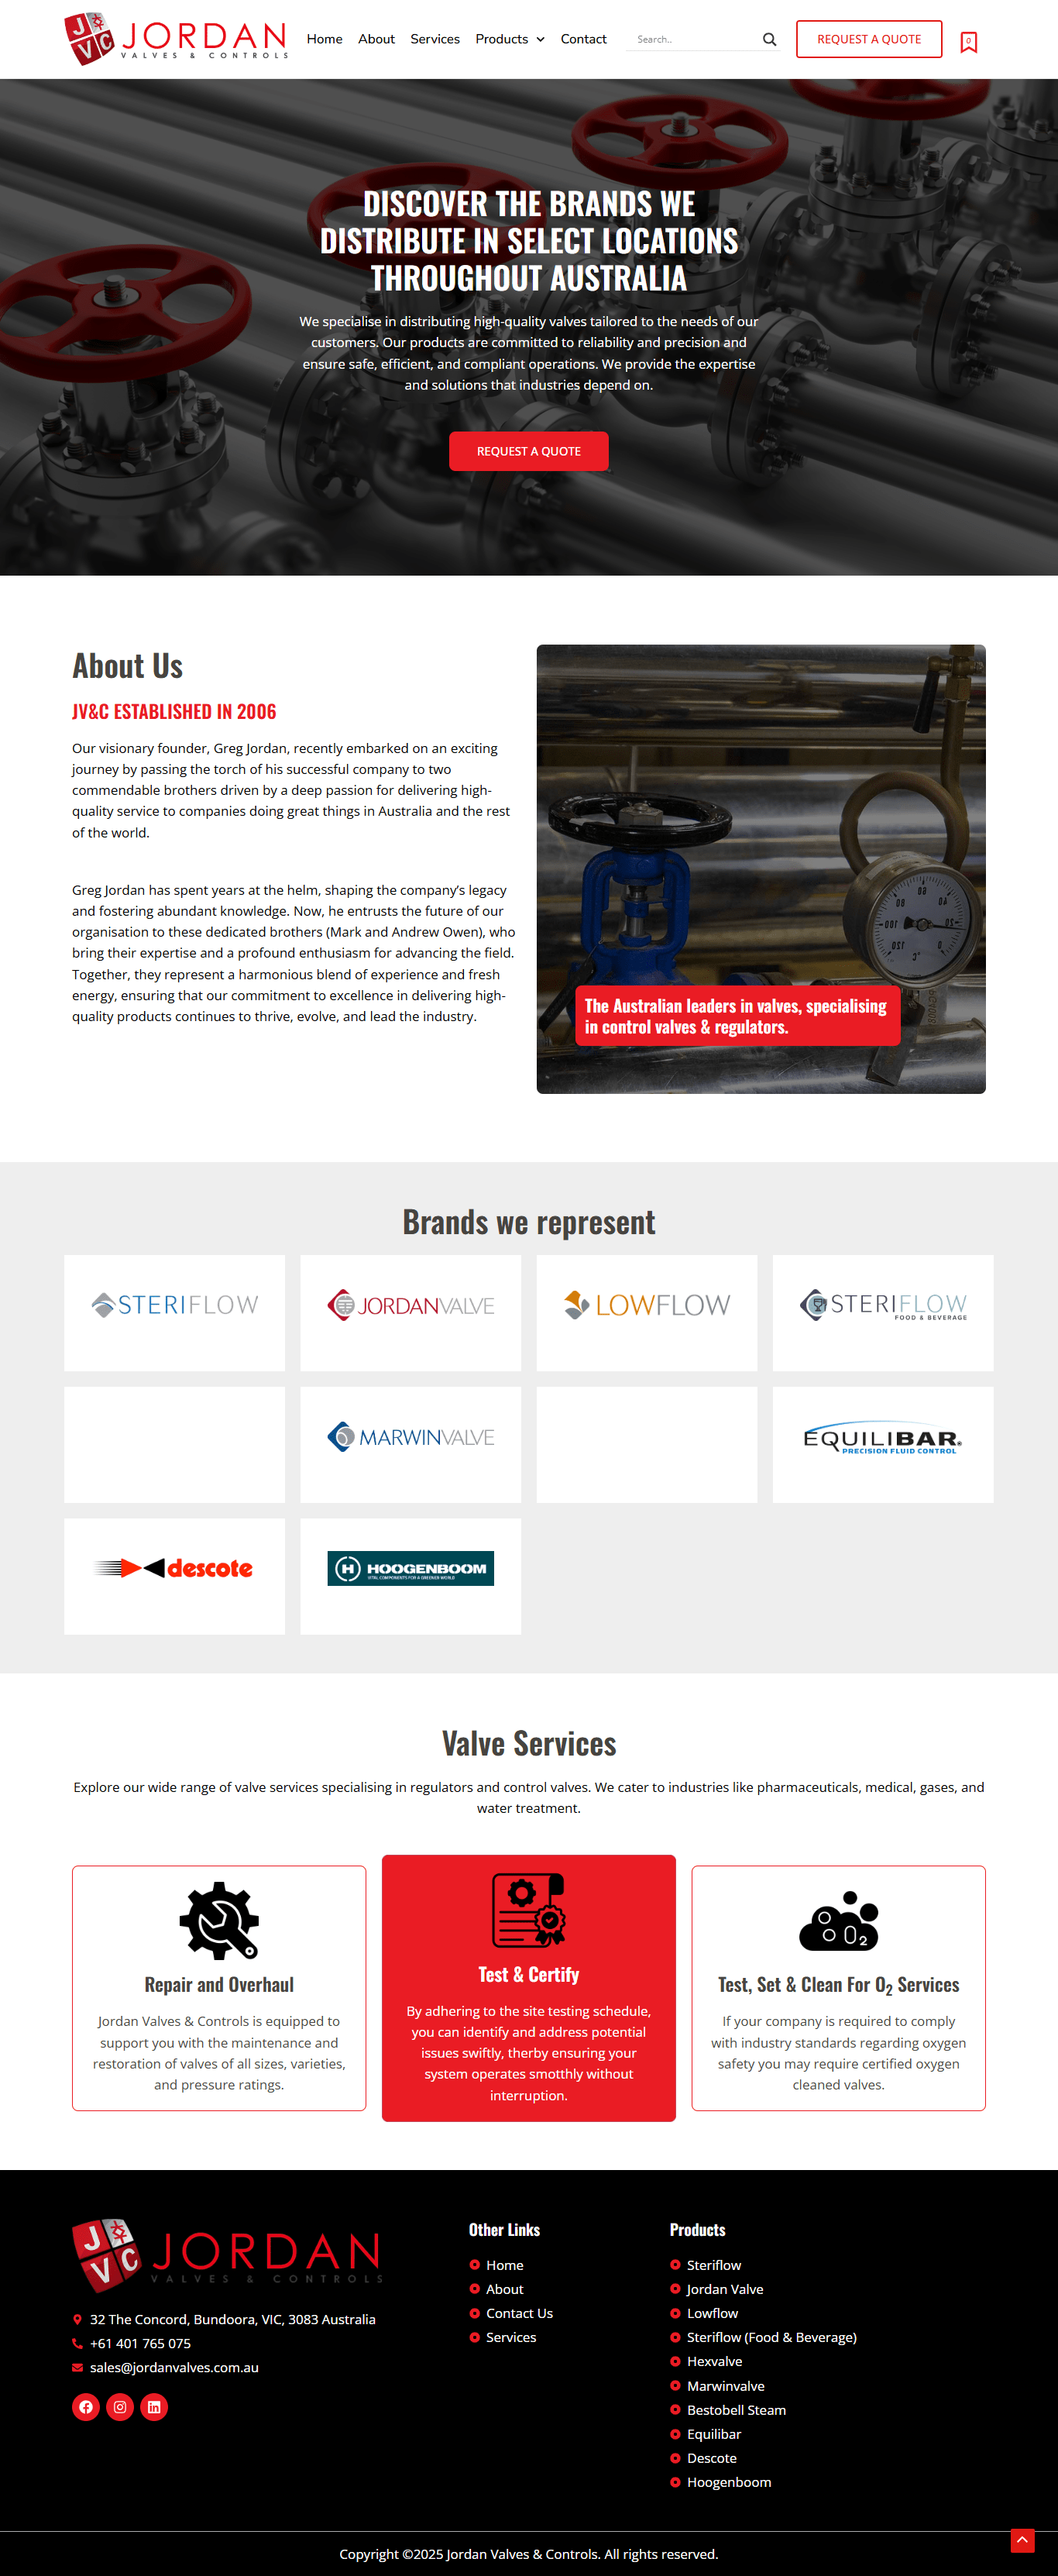 JVC JORDAN
VALVES & CONTROLS
Home About Services Products Contact Search.. REQUEST A QUOTE 0
DISCOVER THE BRANDS WE
DISTRIBUTE IN SELECT LOCATIONS
THROUGHOUT AUSTRALIA
We specialise in distributing high-quality valves tailored to the needs of our
customers. Our products are committed to reliability and precision and
ensure safe, efficient, and compliant operations. We provide the expertise
and solutions that industries depend on.
REQUEST A QUOTE
About Us
JV&C ESTABLISHED IN 2006
Our visionary founder, Greg Jordan, recently embarked on an exciting
journey by passing the torch of his successful company to two
commendable brothers driven by a deep passion for delivering high-
quality service to companies doing great things in Australia and the rest
of the world.
Greg Jordan has spent years at the helm, shaping the company’s legacy
and fostering abundant knowledge. Now, he entrusts the future of our
organisation to these dedicated brothers (Mark and Andrew Owen), who
bring their expertise and a profound enthusiasm for advancing the field.
Together, they represent a harmonious blend of experience and fresh
energy, ensuring that our commitment to excellence in delivering high-
quality products continues to thrive, evolve, and lead the industry.
The Australian leaders in valves, specialising
in control valves & regulators.
Brands we represent
STERIFLOW
JORDANVALVE
LOWFLOW
STERIFLOW
FOOD & BEVERAGE
MARWINVALVE
EQUILIBAR®
PRECISION FLUID CONTROL
descote
H HOOGENBOOM
VITAL COMPONENTS FOR A GREENER WORLD
Valve Services
Explore our wide range of valve services specialising in regulators and control valves. We cater to industries like pharmaceuticals, medical, gases, and
water treatment.
Repair and Overhaul
Jordan Valves & Controls is equipped to
support you with the maintenance and
restoration of valves of all sizes, varieties,
and pressure ratings.
Test & Certify
By adhering to the site testing schedule,
you can identify and address potential
issues swiftly, therby ensuring your
system operates smotthly without
interruption.
O2
Test, Set & Clean For O2 Services
If your company is required to comply
with industry standards regarding oxygen
safety you may require certified oxygen
cleaned valves.
JVC JORDAN
VALVES & CONTROLS
32 The Concord, Bundoora, VIC, 3083 Australia
+61 401 765 075
sales@jordanvalves.com.au
Other Links
Home
About
Contact Us
Services
Products
Steriflow
Jordan Valve
Lowflow
Steriflow (Food & Beverage)
Hexvalve
Marwinvalve
Bestobell Steam
Equilibar
Descote
Hoogenboom
Copyright ©2025 Jordan Valves & Controls. All rights reserved.